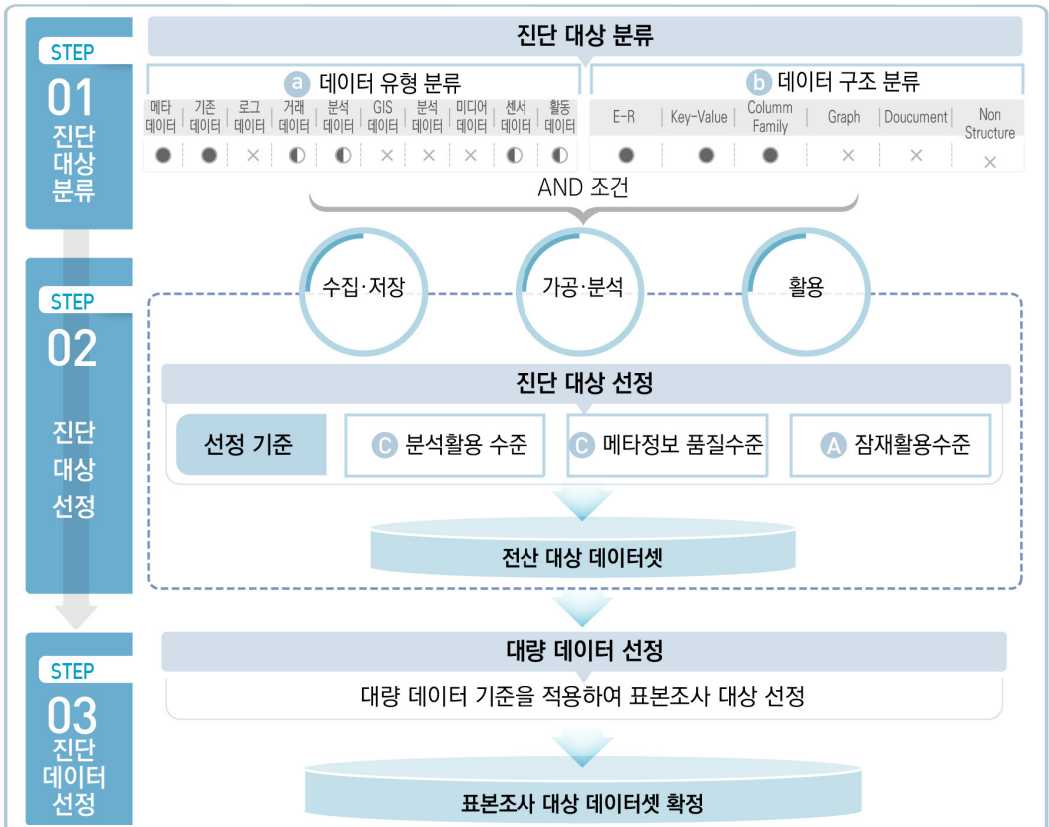 STEP
01
진단
대상
분류
진단 대상 분류
ⓐ 데이터 유형 분류
메타 데이터
기존 데이터
로그 데이터
거래 데이터
분석 데이터
GIS 데이터
분석 데이터
미디어 데이터
센서 데이터
활동 데이터
ⓑ 데이터 구조 분류
E-R
Key-Value
Columm Family
Graph
Doucument
Non Structure
AND 조건
수집·저장
가공·분석
활용
STEP
02
진단
대상
선정
진단 대상 선정
선정 기준
C 분석활용 수준
C 메타정보 품질수준
A 잠재활용수준
전산 대상 데이터셋
STEP
03
진단
데이터
선정
대량 데이터 선정
대량 데이터 기준을 적용하여 표본조사 대상 선정
표본조사 대상 데이터셋 확정